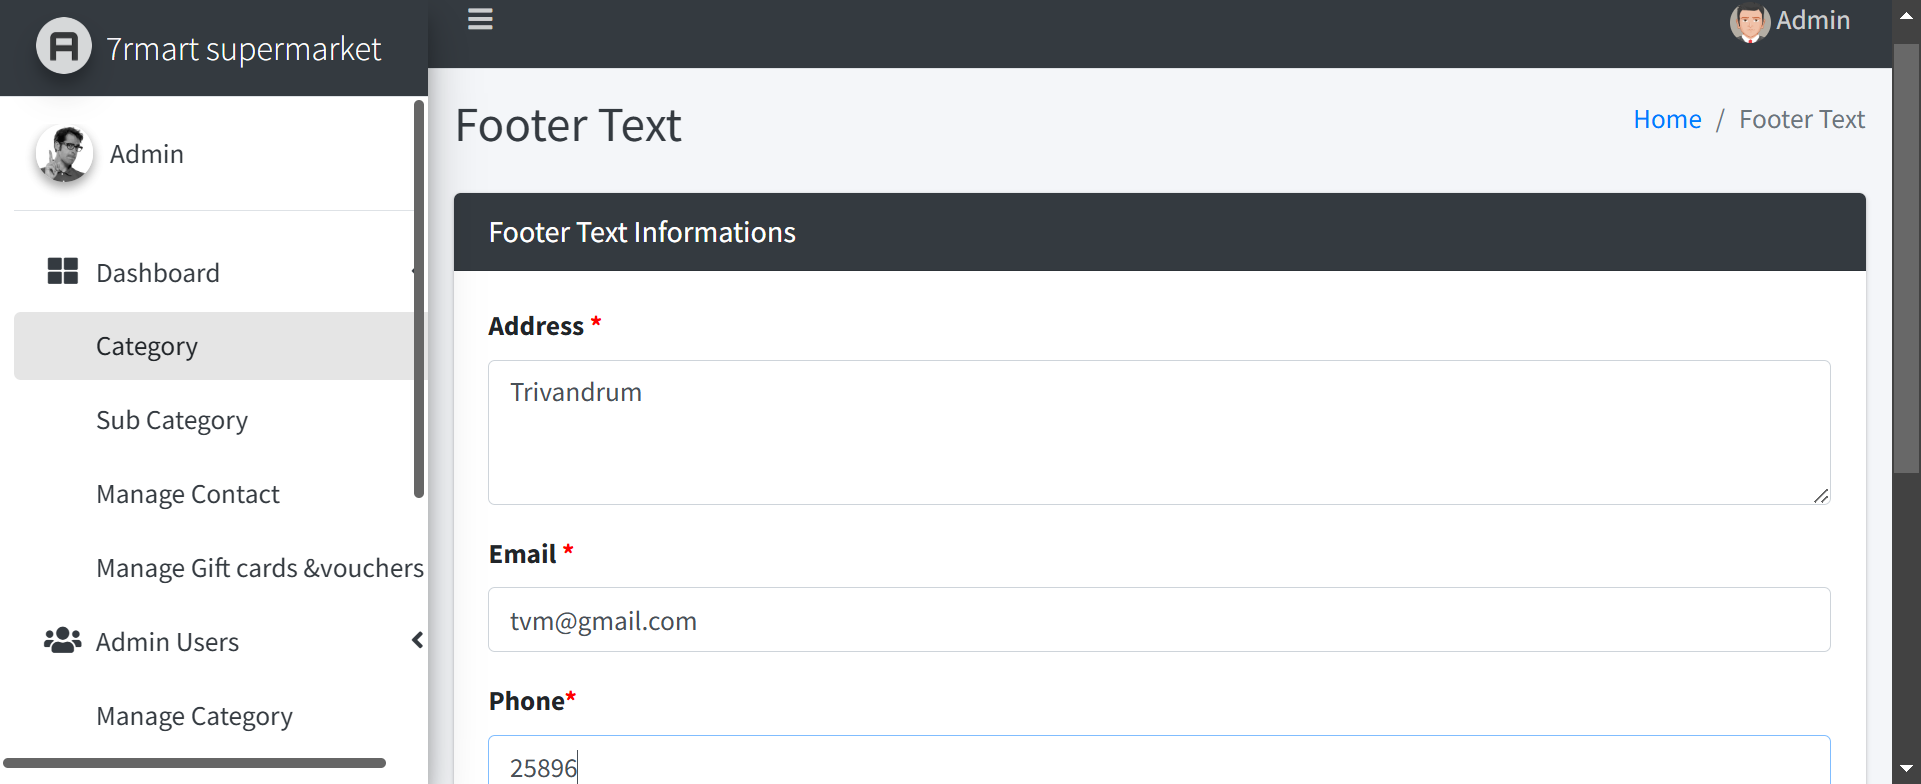 7rmart supermarket
Admin
Admin
Dashboard
Category
Sub Category
Manage Contact
Manage Gift cards &vouchers
Admin Users
Manage Category
Footer Text
Home / Footer Text
Footer Text Informations
Address *
Trivandrum
Email *
tvm@gmail.com
Phone*
25896